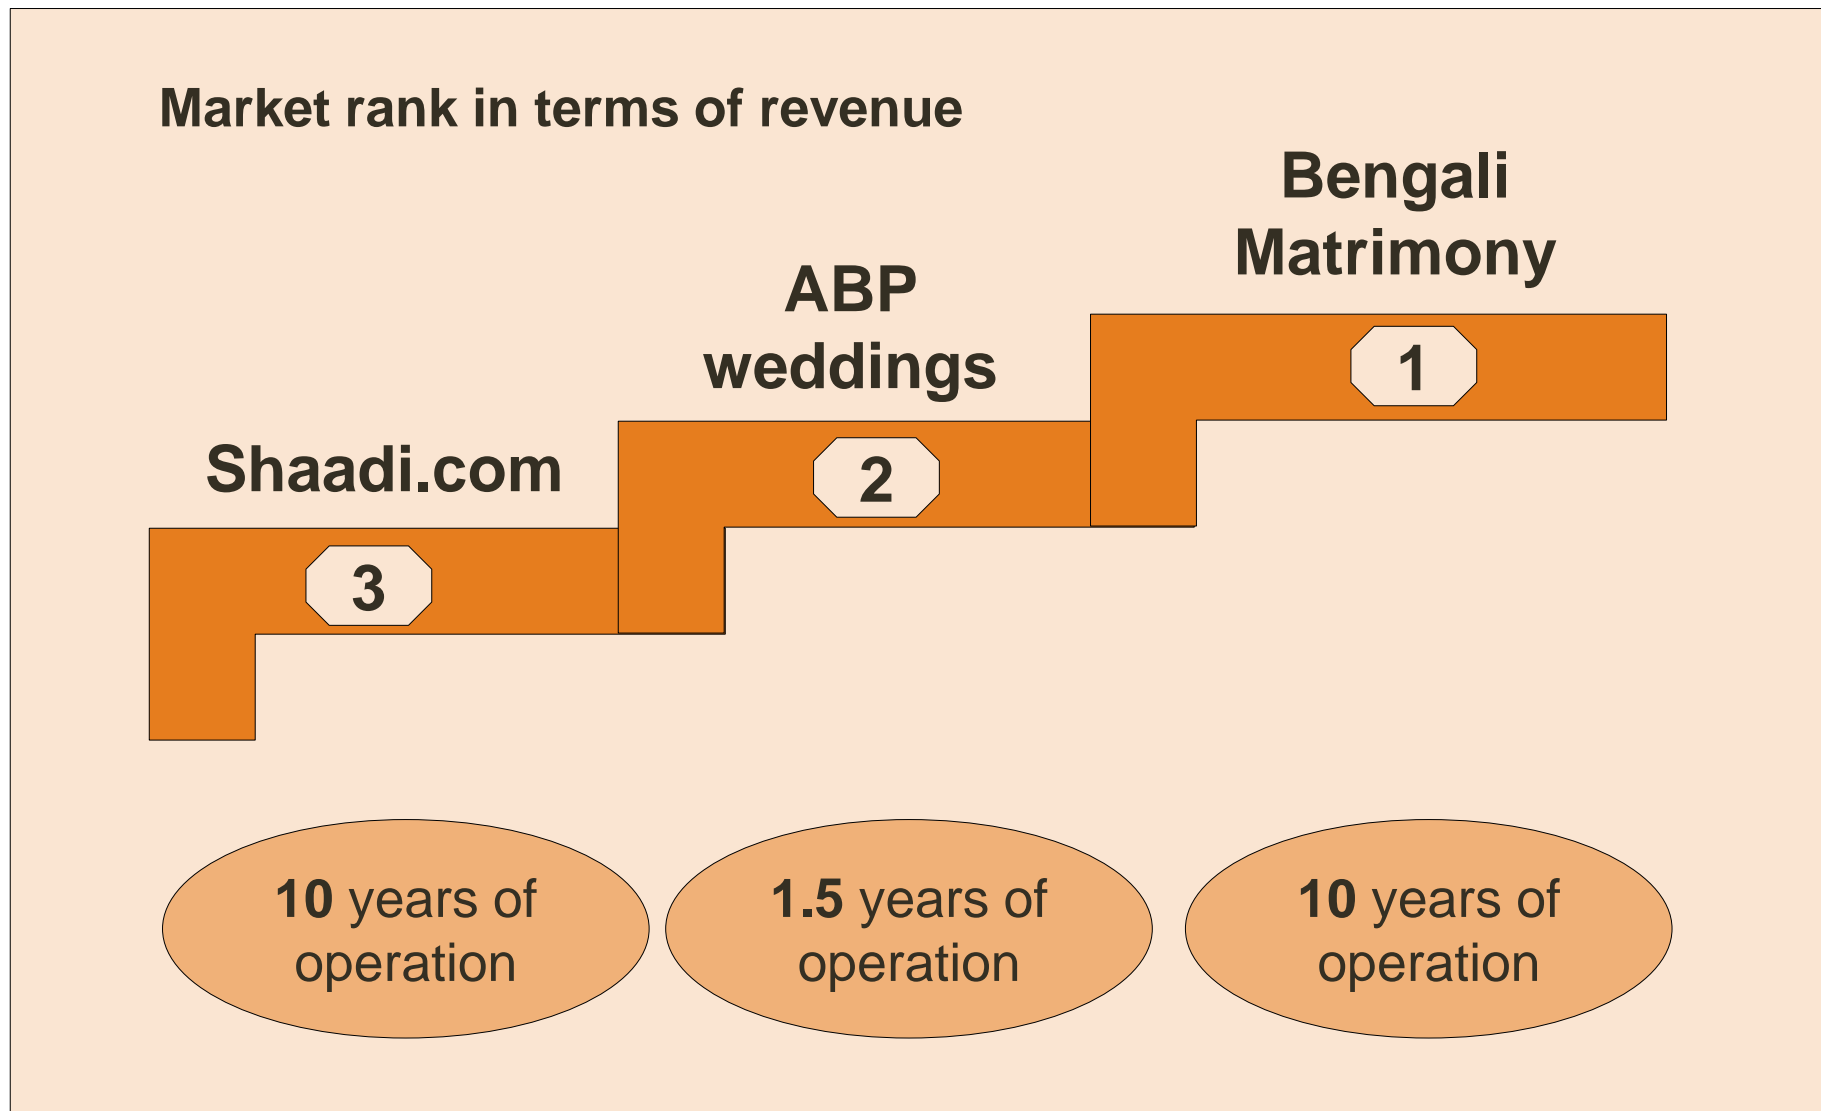 Market rank in terms of revenue
Bengali
Matrimony
ABP
weddings
Shaadi.com
1
2
3
10 years of
operation
1.5 years of
operation
10 years of
operation